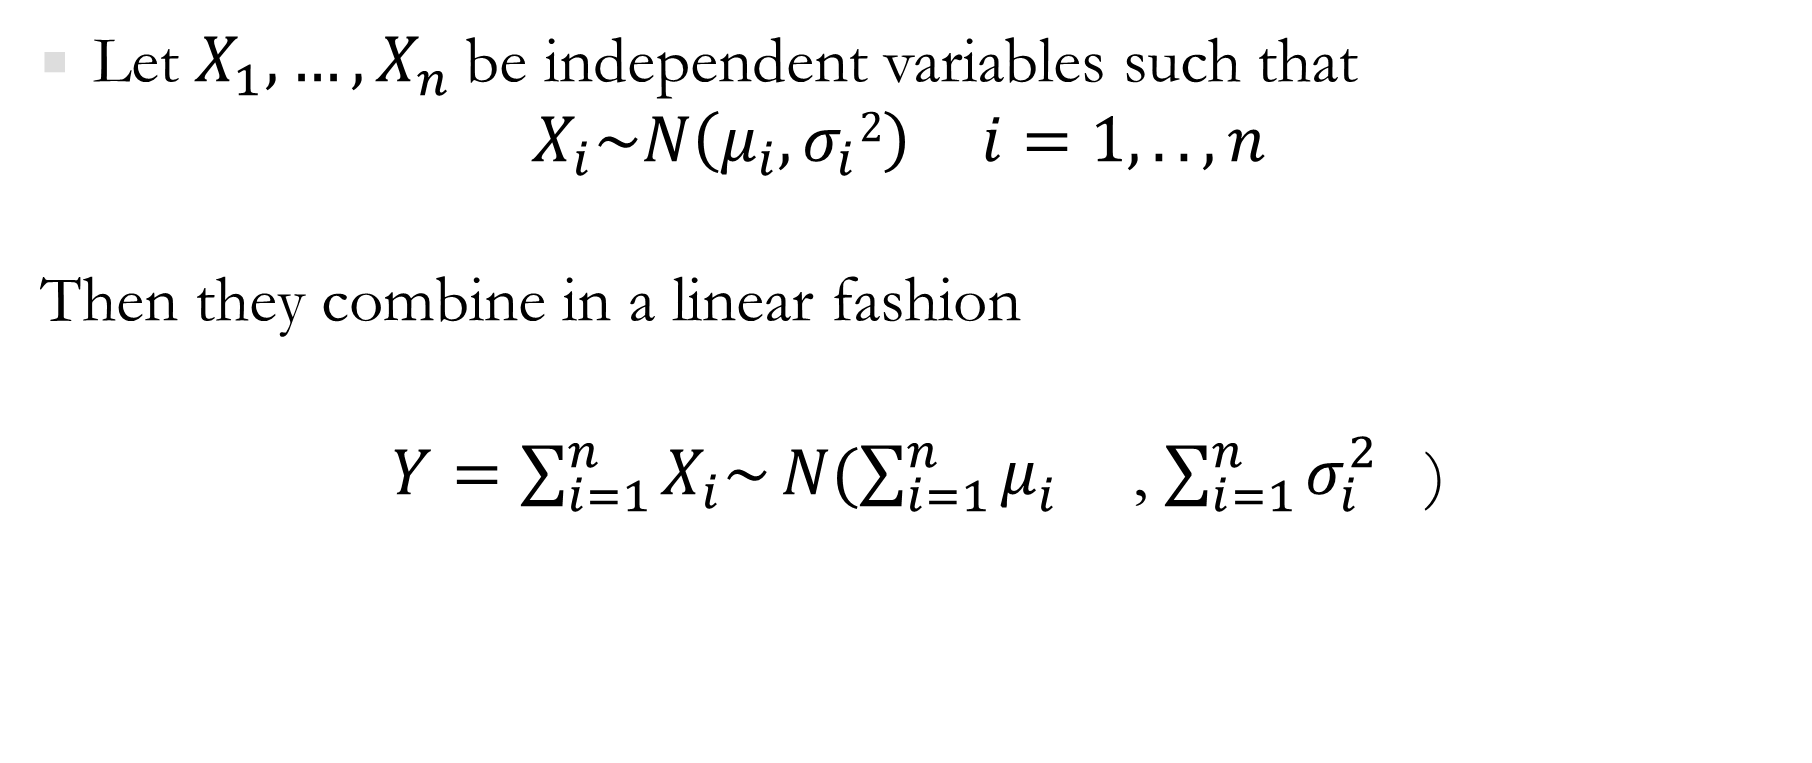 ▪ Let X₁, … , Xₙ be independent variables such that
Xᵢ~N(μᵢ, σᵢ²) i = 1, . . , n
Then they combine in a linear fashion
Y = ∑ⁿᵢ₌₁ Xᵢ~ N(∑ⁿᵢ₌₁ μᵢ , ∑ⁿᵢ₌₁ σᵢ² )